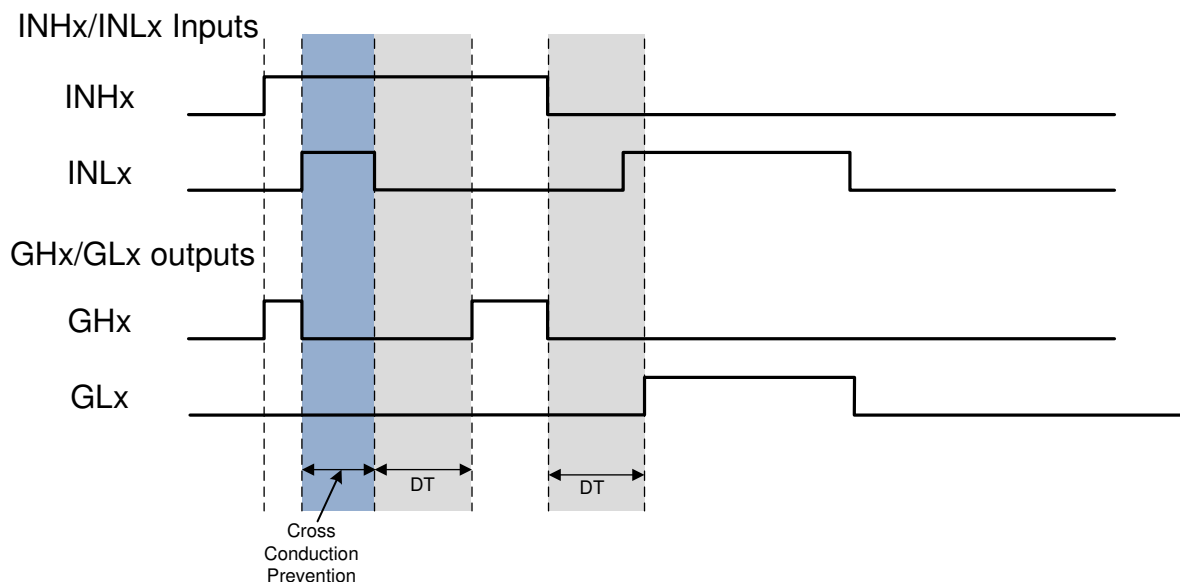 INHx/INLx Inputs
INHx
INLx
GHx/GLx outputs
GHx
GLx
DT
DT
Cross
Conduction
Prevention